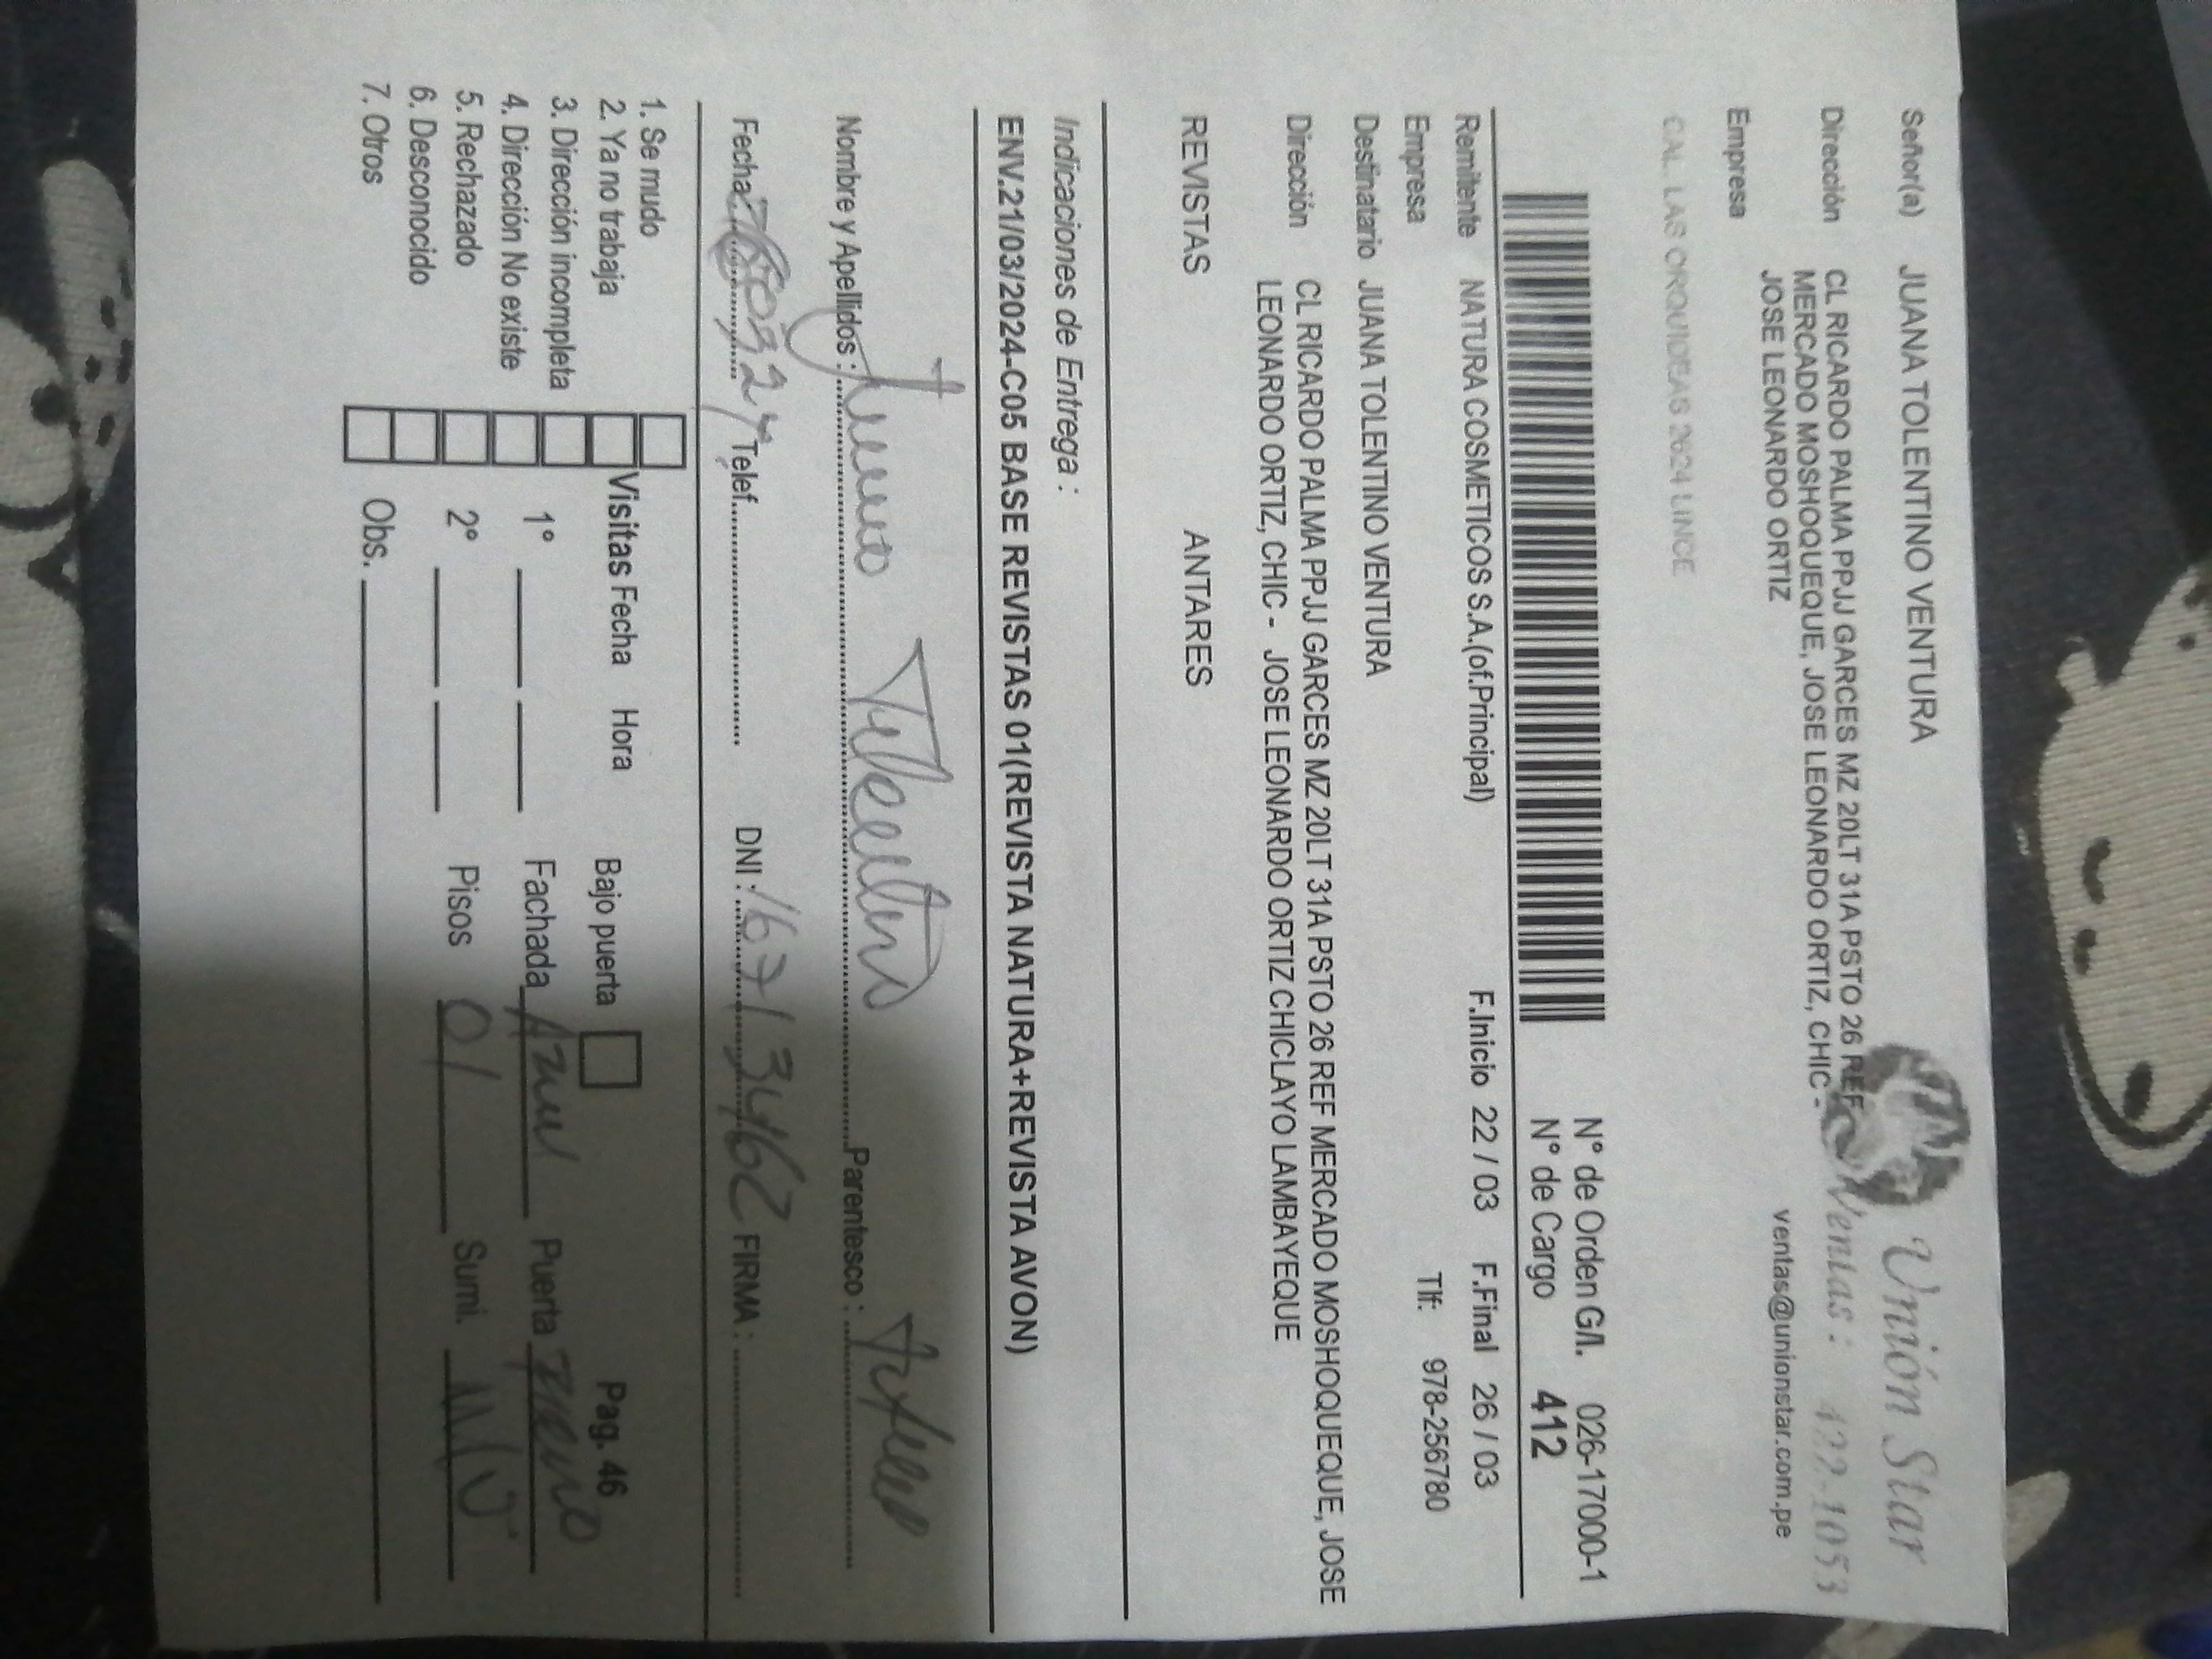 Unión Star
Señor(a) JUANA TOLENTINO VENTURA
Dirección CL RICARDO PALMA PPJJ GARCES MZ 20LT 31A PSTO 26 REF
MERCADO MOSHOQUEQUE, JOSE LEONARDO ORTIZ, CHIC -
JOSE LEONARDO ORTIZ
Ventas: 422-1053
ventas@unionstar.com.pe
Empresa
CAL. LAS ORQUIDEAS 2624 LINCE
N° de Orden G/I. 026-17000-1
N° de Cargo 412
Remitente NATURA COSMETICOS S.A.(of.Principal) F.Inicio 22 / 03 F.Final 26 / 03
Empresa Tlf: 978-256780
Destinatario JUANA TOLENTINO VENTURA
Dirección CL RICARDO PALMA PPJJ GARCES MZ 20LT 31A PSTO 26 REF MERCADO MOSHOQUEQUE, JOSE
LEONARDO ORTIZ, CHIC - JOSE LEONARDO ORTIZ CHICLAYO LAMBAYEQUE
REVISTAS ANTARES
Indicaciones de Entrega :
ENV.21/03/2024-C05 BASE REVISTAS 01(REVISTA NATURA+REVISTA AVON)
Nombre y Apellidos : Tolentino Parentesco :
Fecha: Telef. DNI : 16713462 FIRMA :
1. Se mudo
2. Ya no trabaja
3. Dirección incompleta
4. Dirección No existe
5. Rechazado
6. Desconocido
7. Otros
Visitas Fecha Hora
1°
2°
Obs.
Bajo puerta
Pag. 46
Fachada Azul Puerta
Pisos 01 Sumi.